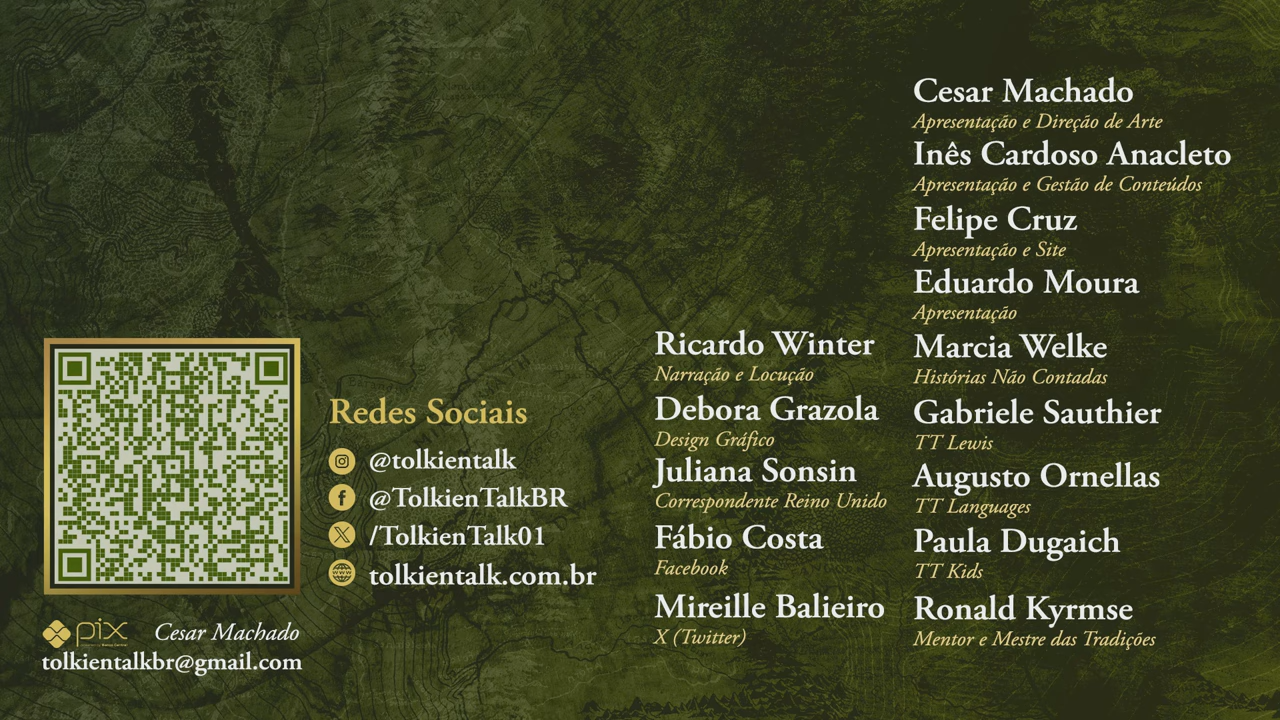 pix
Cesar Machado
tolkientalkbr@gmail.com
Redes Sociais
@tolkientalk
@TolkienTalkBR
/TolkienTalk01
tolkientalk.com.br
Ricardo Winter
Narração e Locução
Debora Grazola
Design Gráfico
Juliana Sonsin
Correspondente Reino Unido
Fábio Costa
Facebook
Mireille Balieiro
X (Twitter)
Cesar Machado
Apresentação e Direção de Arte
Inês Cardoso Anacleto
Apresentação e Gestão de Conteúdos
Felipe Cruz
Apresentação e Site
Eduardo Moura
Apresentação
Marcia Welke
Histórias Não Contadas
Gabriele Sauthier
TT Lewis
Augusto Ornellas
TT Languages
Paula Dugaich
TT Kids
Ronald Kyrmse
Mentor e Mestre das Tradições